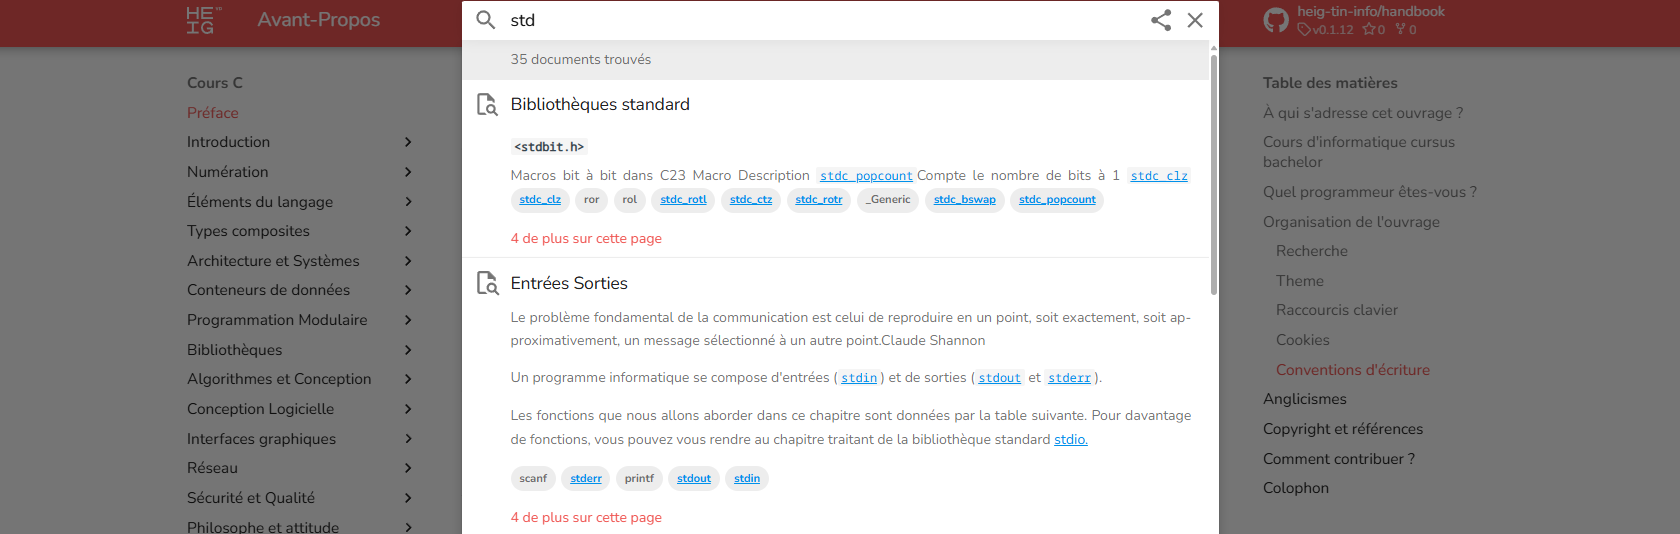 HE
IG
Avant-Propos
std
heig-tin-info/handbook
v0.1.12 0 0
Cours C
Préface
Introduction
Numération
Éléments du langage
Types composites
Architecture et Systèmes
Conteneurs de données
Programmation Modulaire
Bibliothèques
Algorithmes et Conception
Conception Logicielle
Interfaces graphiques
Réseau
Sécurité et Qualité
Philosophe et attitude
35 documents trouvés
Bibliothèques standard
<stdbit.h>
Macros bit à bit dans C23 Macro Description stdc_popcount Compte le nombre de bits à 1 stdc_clz
stdc_clz ror rol stdc_rotl stdc_ctz stdc_rotr _Generic stdc_bswap stdc_popcount
4 de plus sur cette page
Entrées Sorties
Le problème fondamental de la communication est celui de reproduire en un point, soit exactement, soit ap-
proximativement, un message sélectionné à un autre point.Claude Shannon
Un programme informatique se compose d'entrées ( stdin ) et de sorties ( stdout et stderr ).
Les fonctions que nous allons aborder dans ce chapitre sont données par la table suivante. Pour davantage
de fonctions, vous pouvez vous rendre au chapitre traitant de la bibliothèque standard stdio.
scanf stderr printf stdout stdin
4 de plus sur cette page
Table des matières
À qui s'adresse cet ouvrage ?
Cours d'informatique cursus
bachelor
Quel programmeur êtes-vous ?
Organisation de l'ouvrage
Recherche
Theme
Raccourcis clavier
Cookies
Conventions d'écriture
Anglicismes
Copyright et références
Comment contribuer ?
Colophon